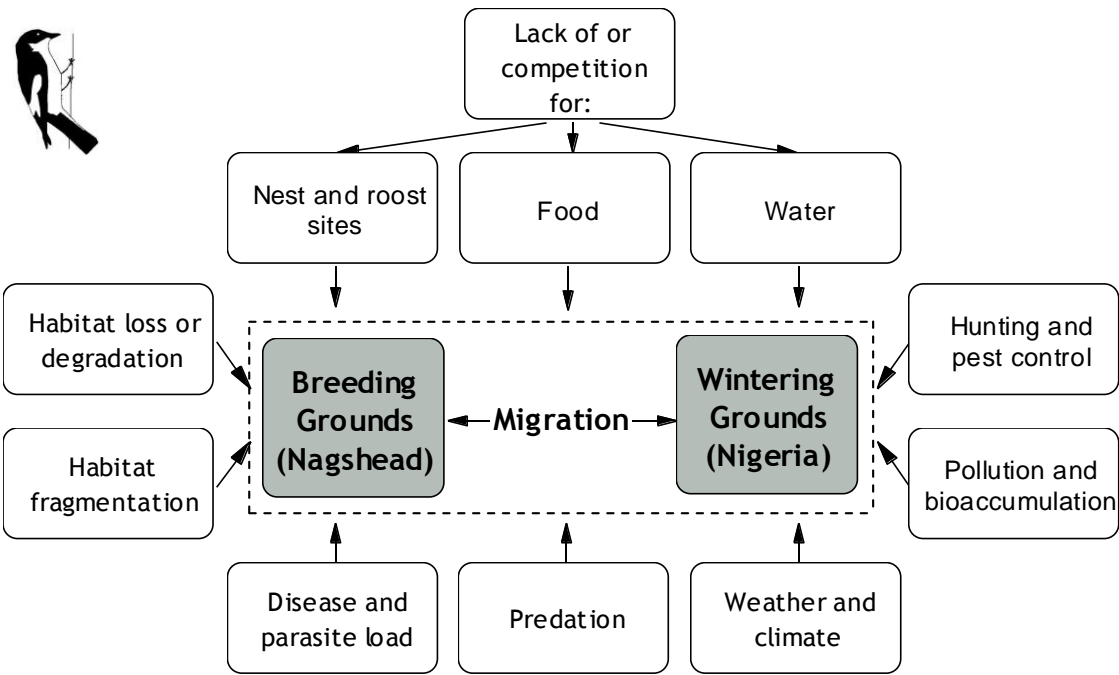 Lack of or
competition
for:
Nest and roost
sites
Food
Water
Habitat loss or
degradation
Hunting and
pest control
Breeding
Grounds
(Nagshead)
Migration
Wintering
Grounds
(Nigeria)
Habitat
fragmentation
Pollution and
bioaccumulation
Disease and
parasite load
Predation
Weather and
climate